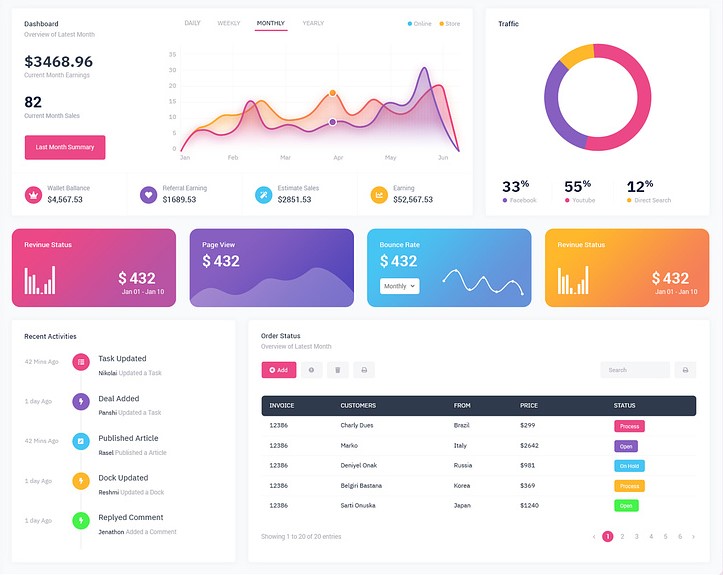 Dashboard
Overview of Latest Month
DAILY WEEKLY MONTHLY YEARLY
Online Store
$3468.96
Current Month Earnings
82
Current Month Sales
Last Month Summary
35
30
20
15
10
5
0
Jan Feb Mar Apr May Jun
Wallet Ballance
$4,567.53
Referral Earning
$1689.53
Estimate Sales
$2851.53
Earning
$52,567.53
Traffic
33%
Facebook
55%
Youtube
12%
Direct Search
Revinue Status
$ 432
Jan 01 - Jan 10
Page View
$ 432
Bounce Rate
$ 432
Monthly
Revinue Status
$ 432
Jan 01 - Jan 10
Recent Activities
42 Mins Ago
Task Updated
Nikolai Updated a Task
1 day Ago
Deal Added
Panshi Updated a Task
42 Mins Ago
Published Article
Rasel Published a Article
1 day Ago
Dock Updated
Reshmi Updated a Dock
1 day Ago
Replyed Comment
Jenathon Added a Comment
Order Status
Overview of Latest Month
Add
Search
INVOICE CUSTOMERS FROM PRICE STATUS
12386 Charly Dues Brazil $299 Process
12386 Marko Italy $2642 Open
12386 Deniyel Onak Russia $981 On Hold
12386 Belgiri Bastana Korea $369 Process
12386 Sarti Onuska Japan $1240 Open
Showing 1 to 20 of 20 entries
1 2 3 4 5 6